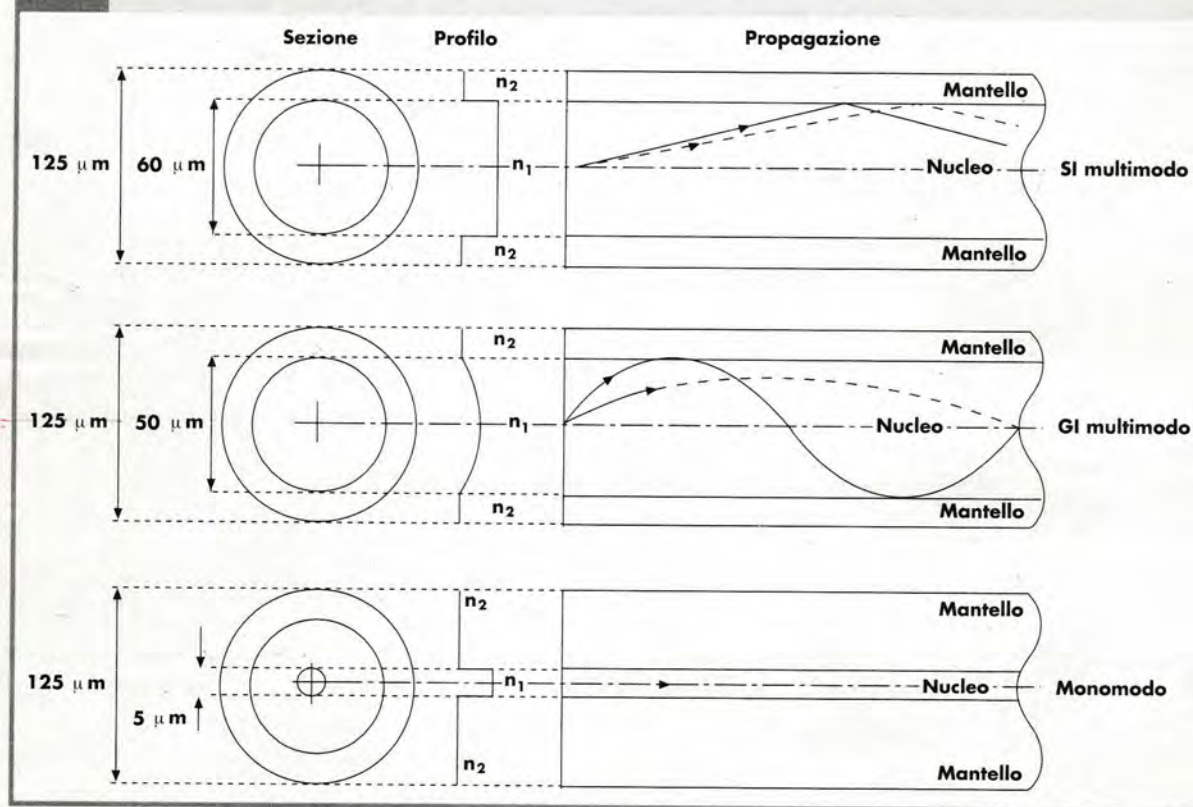 Sezione Profilo Propagazione
n2
Mantello
125 μm 60 μm n1 Nucleo SI multimodo
n2
Mantello
n2
Mantello
125 μm 50 μm n1 Nucleo GI multimodo
n2
Mantello
n2
Mantello
125 μm n1 Nucleo Monomodo
5 μm
n2
Mantello